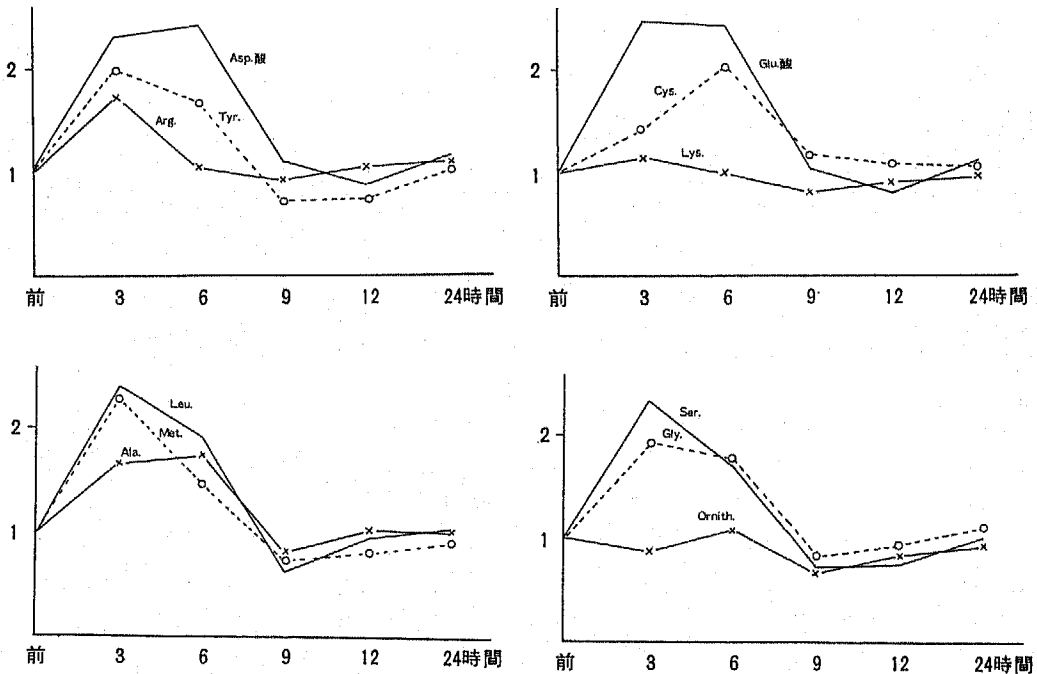 2
1
Asp.酸
Tyr.
Arg.
前 3 6 9 12 24時間
2
1
Glu.酸
Cys.
Lys.
前 3 6 9 12 24時間
2
1
Leu.
Met.
Ala.
前 3 6 9 12 24時間
2
1
Ser.
Gly.
Ornith.
前 3 6 9 12 24時間